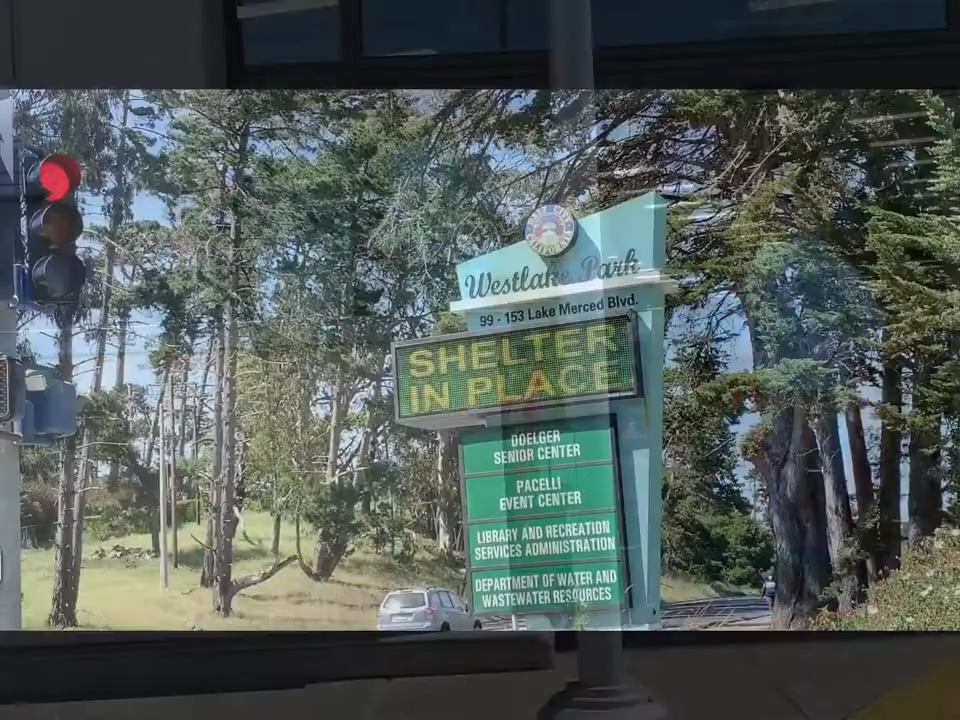 Westlake Park
99 - 153 Lake Merced Blvd.
SHELTER
IN PLACE
DOELGER
SENIOR CENTER
PACELLI
EVENT CENTER
LIBRARY AND RECREATION
SERVICES ADMINISTRATION
DEPARTMENT OF WATER AND
WASTEWATER RESOURCES